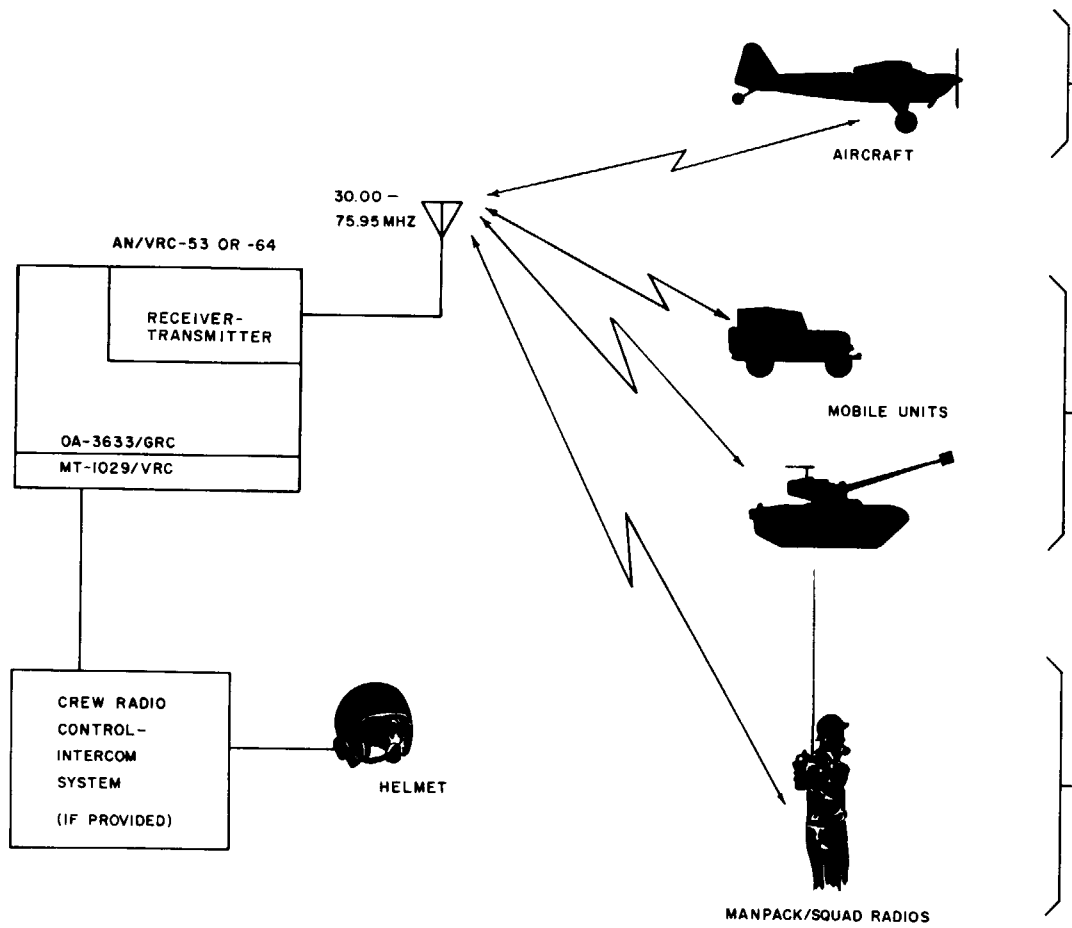 AIRCRAFT
30.00 –
75.95 MHZ
AN/VRC-53 OR -64
RECEIVER-
TRANSMITTER
MOBILE UNITS
OA-3633/GRC
MT-1029/VRC
CREW RADIO
CONTROL-
INTERCOM
SYSTEM
(IF PROVIDED)
HELMET
MANPACK/SQUAD RADIOS